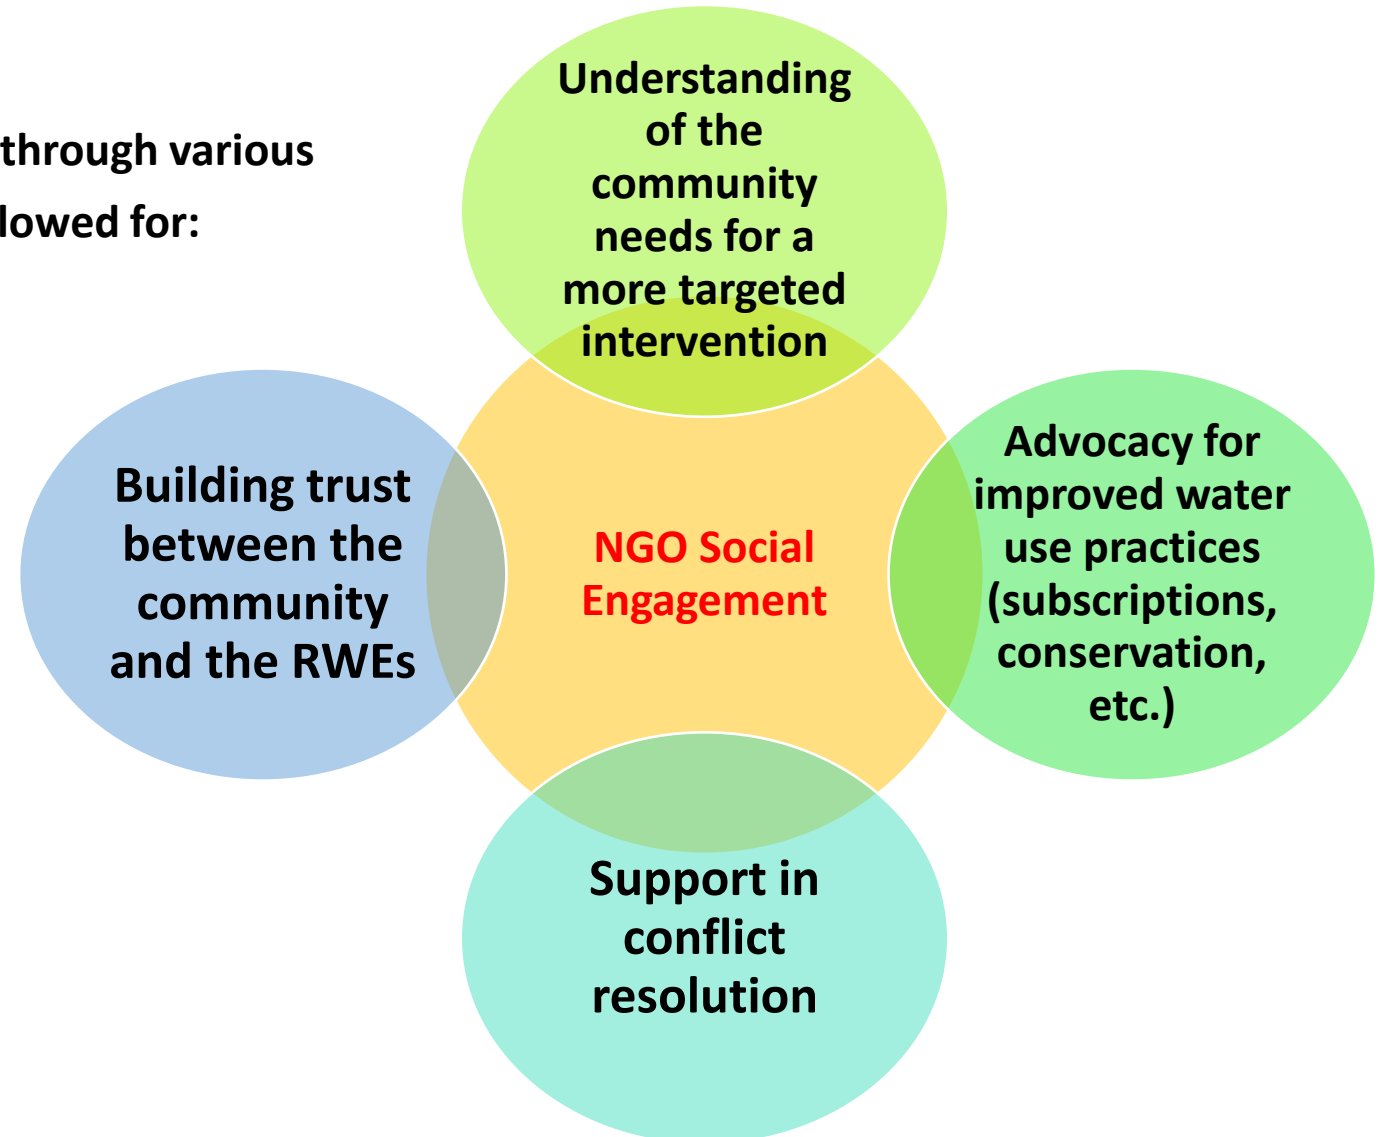 through various
lowed for:
Understanding
of the
community
needs for a
more targeted
intervention
Building trust
between the
community
and the RWEs
NGO Social
Engagement
Advocacy for
improved water
use practices
(subscriptions,
conservation,
etc.)
Support in
conflict
resolution